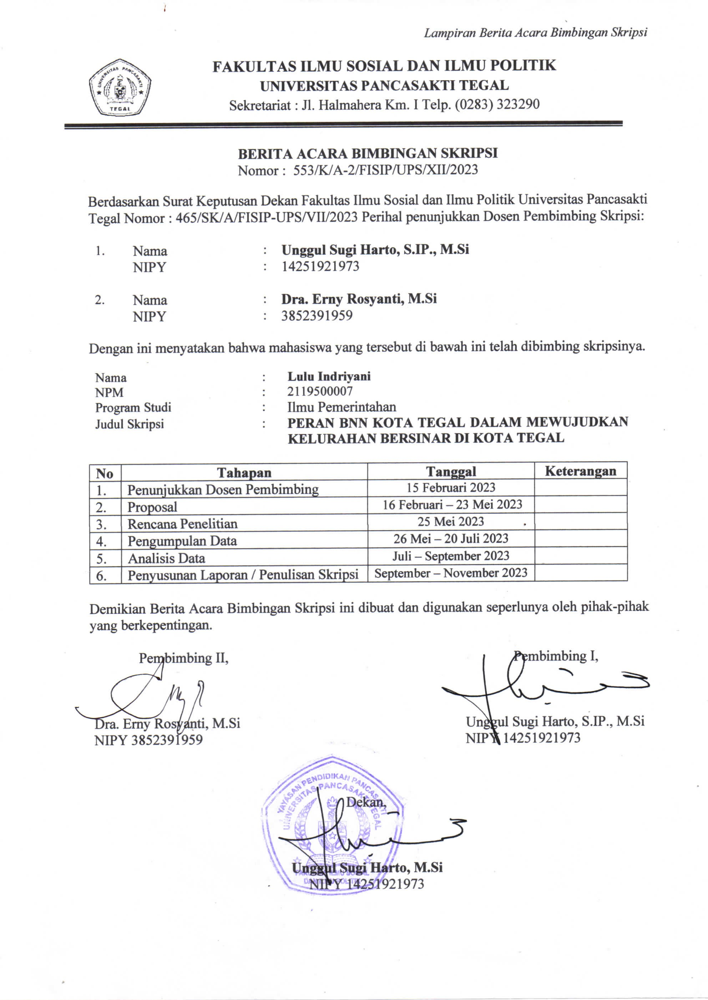 Lampiran Berita Acara Bimbingan Skripsi
UNIVERSITAS PANCASAKTI
TEGAL
FAKULTAS ILMU SOSIAL DAN ILMU POLITIK
UNIVERSITAS PANCASAKTI TEGAL
Sekretariat : Jl. Halmahera Km. I Telp. (0283) 323290
BERITA ACARA BIMBINGAN SKRIPSI
Nomor : 553/K/A-2/FISIP/UPS/XII/2023
Berdasarkan Surat Keputusan Dekan Fakultas Ilmu Sosial dan Ilmu Politik Universitas Pancasakti
Tegal Nomor : 465/SK/A/FISIP-UPS/VII/2023 Perihal penunjukkan Dosen Pembimbing Skripsi:
1. Nama : Unggul Sugi Harto, S.IP., M.Si
NIPY : 14251921973
2. Nama : Dra. Erny Rosyanti, M.Si
NIPY : 3852391959
Dengan ini menyatakan bahwa mahasiswa yang tersebut di bawah ini telah dibimbing skripsinya.
Nama : Lulu Indriyani
NPM : 2119500007
Program Studi : Ilmu Pemerintahan
Judul Skripsi : PERAN BNN KOTA TEGAL DALAM MEWUJUDKAN
KELURAHAN BERSINAR DI KOTA TEGAL
No Tahapan Tanggal Keterangan
1. Penunjukkan Dosen Pembimbing 15 Februari 2023
2. Proposal 16 Februari – 23 Mei 2023
3. Rencana Penelitian 25 Mei 2023
4. Pengumpulan Data 26 Mei – 20 Juli 2023
5. Analisis Data Juli – September 2023
6. Penyusunan Laporan / Penulisan Skripsi September – November 2023
Demikian Berita Acara Bimbingan Skripsi ini dibuat dan digunakan seperlunya oleh pihak-pihak
yang berkepentingan.
Pembimbing II,
Dra. Erny Rosyanti, M.Si
NIPY 3852391959
Pembimbing I,
Unggul Sugi Harto, S.IP., M.Si
NIPY 14251921973
YAYASAN PENDIDIKAN PANCASAKTI
UNIVERSITAS PANCASAKTI TEGAL
Dekan,
Unggul Sugi Harto, M.Si
FAKULTAS ILMU SOSIAL
DAN ILMU POLITIK
NIPY 14251921973